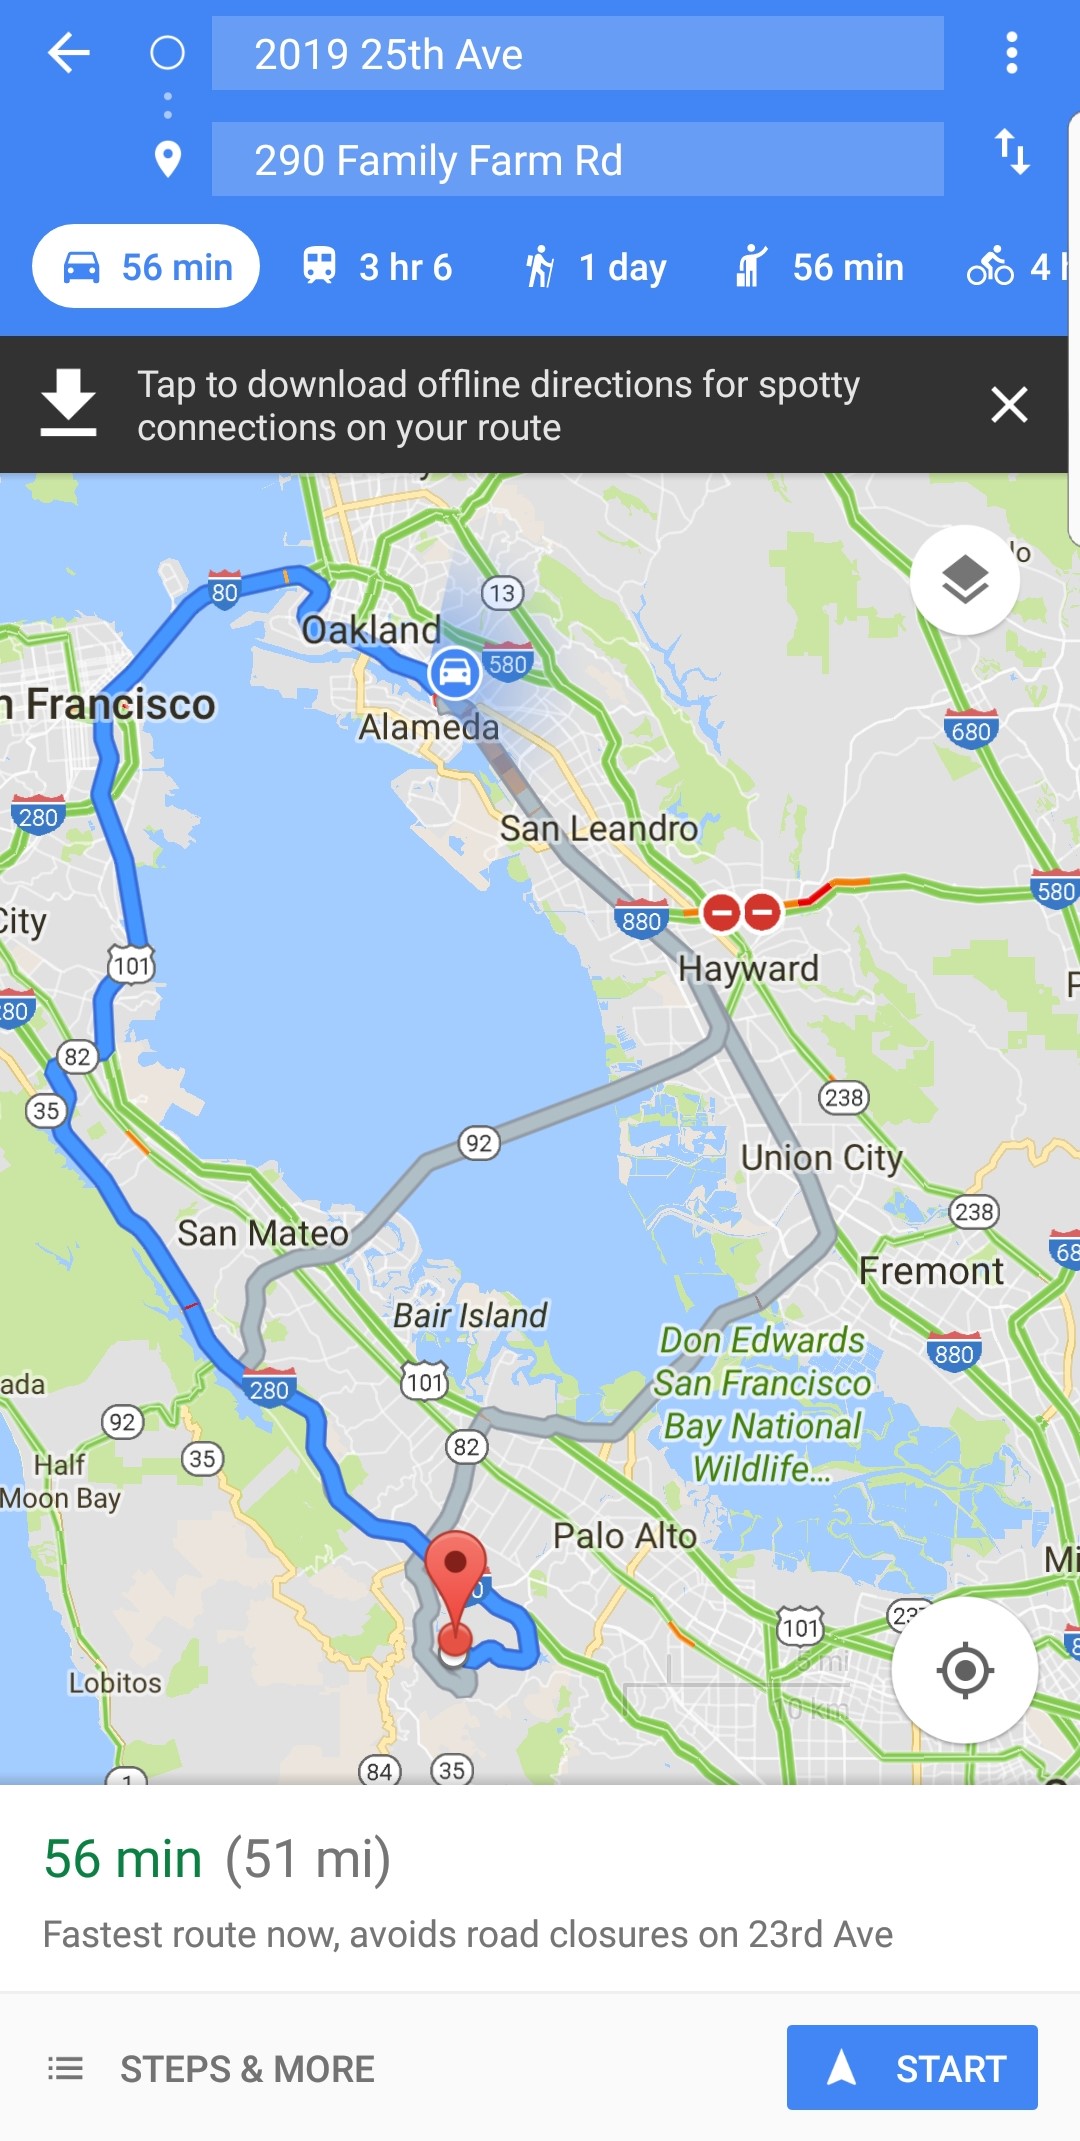 2019 25th Ave
290 Family Farm Rd
56 min
3 hr 6
1 day
56 min
4 h
Tap to download offline directions for spotty
connections on your route
13
80
Oakland
580
n Francisco
Alameda
680
280
San Leandro
580
880
City
101
Hayward
280
82
238
35
92
Union City
238
San Mateo
68
Fremont
Bair Island
Don Edwards
San Francisco
Bay National
Wildlife...
880
101
280
ada
92
82
35
Half
Moon Bay
Palo Alto
Mi
0
101
237
8
5 mi
Lobitos
10 km
84
35
1
56 min (51 mi)
Fastest route now, avoids road closures on 23rd Ave
STEPS & MORE
START